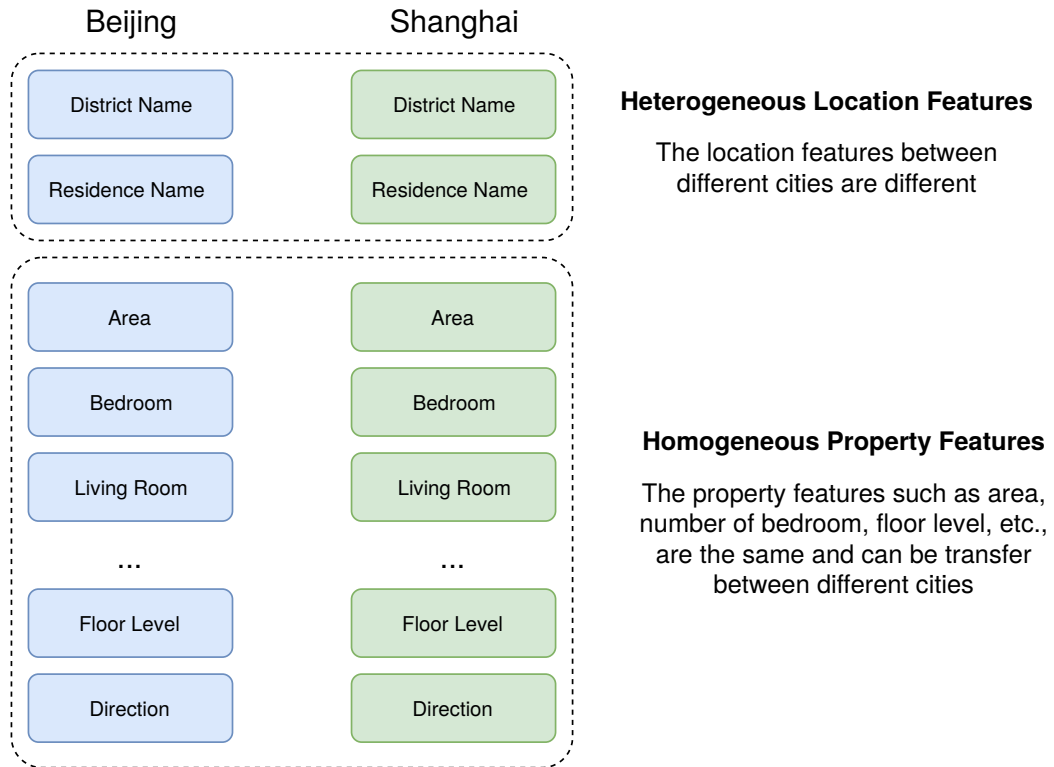 Beijing
Shanghai
District Name
District Name
Heterogeneous Location Features
The location features between
different cities are different
Residence Name
Residence Name
Area
Area
Bedroom
Bedroom
Living Room
Living Room
...
...
Floor Level
Floor Level
Direction
Direction
Homogeneous Property Features
The property features such as area,
number of bedroom, floor level, etc.,
are the same and can be transfer
between different cities